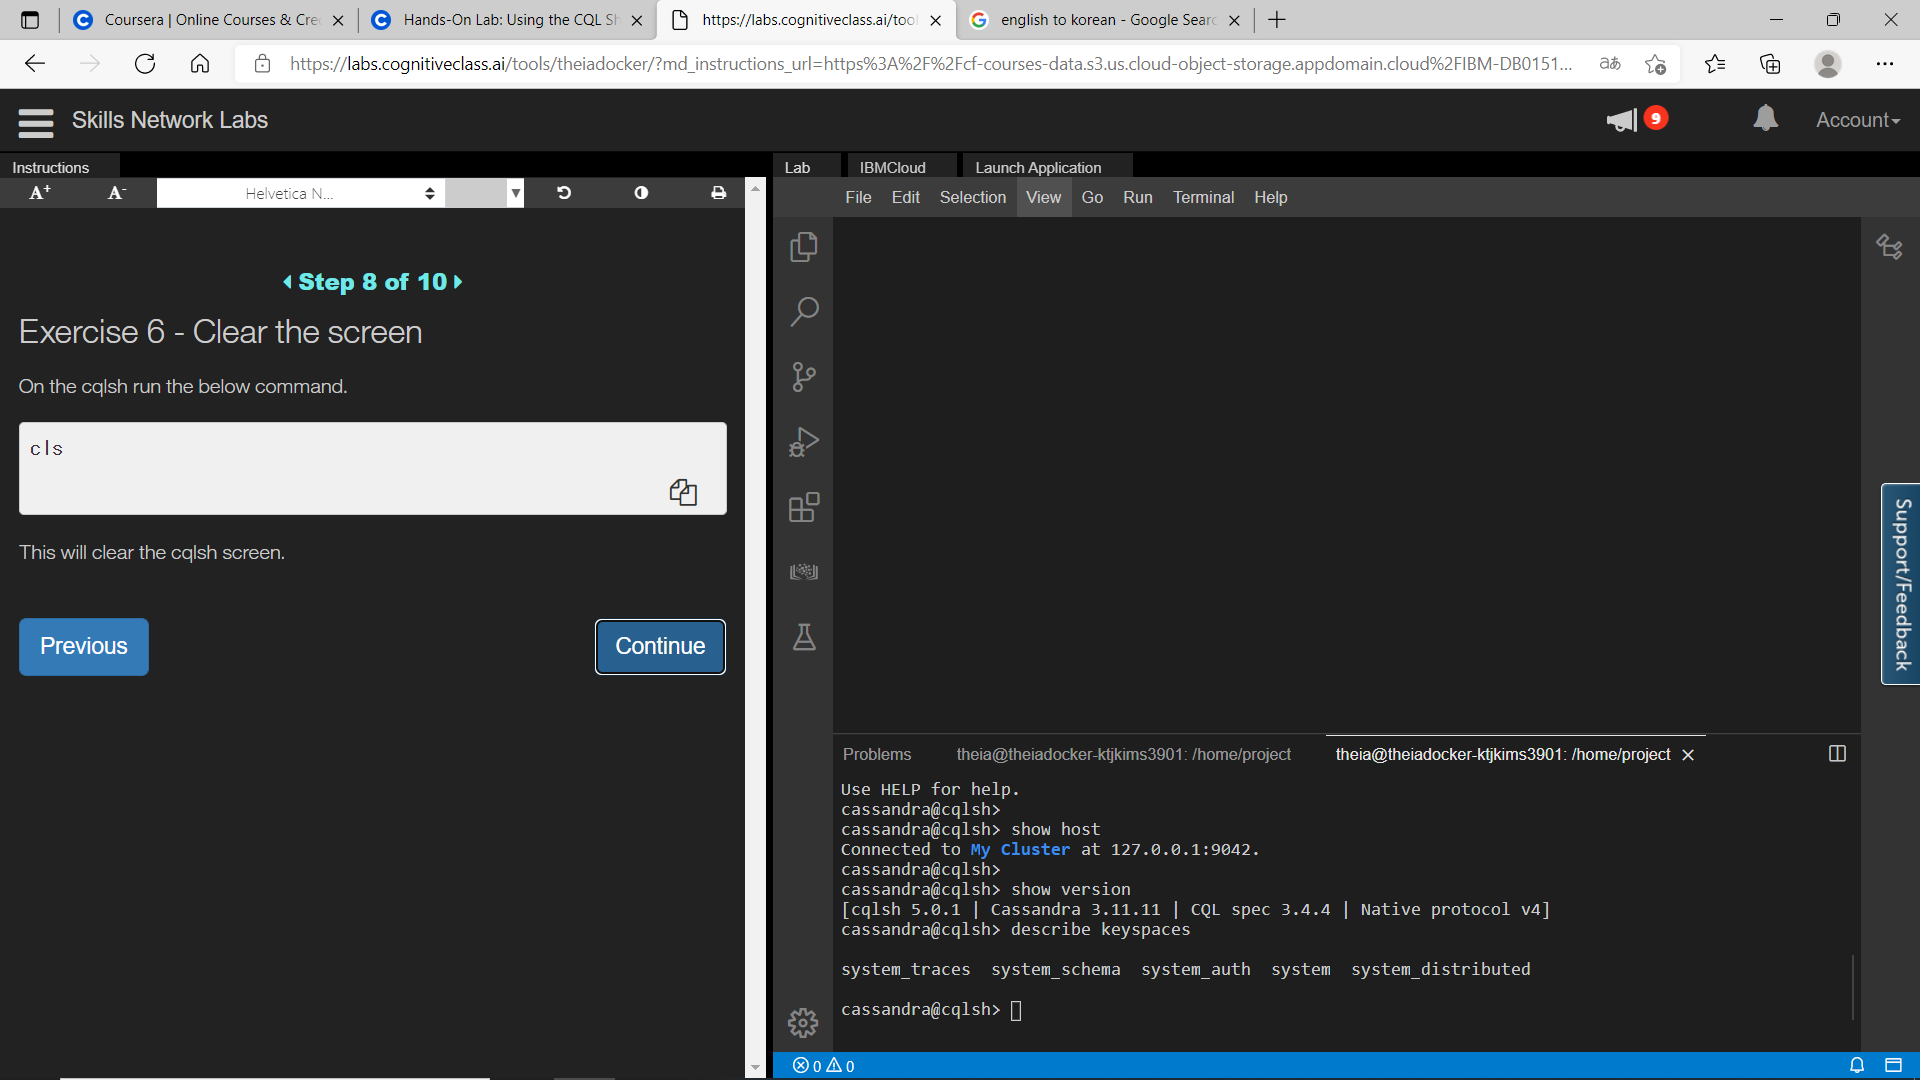 Coursera | Online Courses & Cre
Hands-On Lab: Using the CQL Sh
https://labs.cognitiveclass.ai/tool
english to korean - Google Searc
https://labs.cognitiveclass.ai/tools/theiadocker/?md_instructions_url=https%3A%2F%2Fcf-courses-data.s3.us.cloud-object-storage.appdomain.cloud%2FIBM-DB0151...
aあ
Skills Network Labs
9
Account
Instructions
Lab
IBMCloud
Launch Application
A+
A-
Helvetica N...
File Edit Selection View Go Run Terminal Help
Step 8 of 10
Exercise 6 - Clear the screen
On the cqlsh run the below command.
cls
This will clear the cqlsh screen.
Previous
Continue
Support/Feedback
Problems
theia@theiadocker-ktjkims3901: /home/project
theia@theiadocker-ktjkims3901: /home/project
Use HELP for help.
cassandra@cqlsh>
cassandra@cqlsh> show host
Connected to My Cluster at 127.0.0.1:9042.
cassandra@cqlsh>
cassandra@cqlsh> show version
[cqlsh 5.0.1 | Cassandra 3.11.11 | CQL spec 3.4.4 | Native protocol v4]
cassandra@cqlsh> describe keyspaces
system_traces system_schema system_auth system system_distributed
cassandra@cqlsh>
0 0